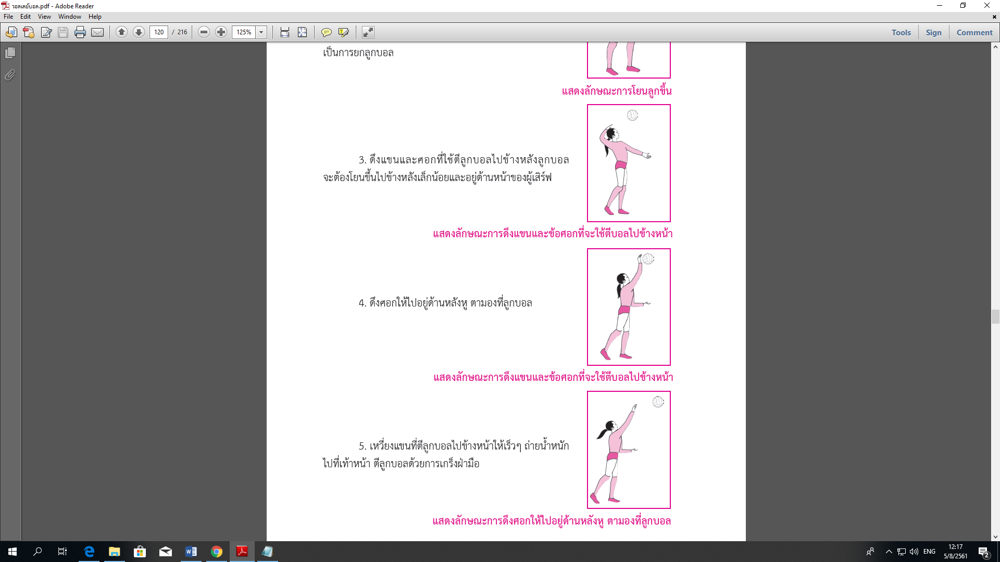 วอลเลย์บอล.pdf - Adobe Reader
File Edit View Window Help
120 / 216 125% Tools Sign Comment
เป็นการยกลูกบอล
แสดงลักษณะการโยนลูกขึ้น
3. ดึงแขนและศอกที่ใช้ตีลูกบอลไปข้างหลังลูกบอล
จะต้องโยนขึ้นไปข้างหลังเล็กน้อยและอยู่ด้านหน้าของผู้เสิร์ฟ
แสดงลักษณะการดึงแขนและข้อศอกที่จะใช้ตีบอลไปข้างหน้า
4. ดึงศอกให้ไปอยู่ด้านหลังหู ตามองที่ลูกบอล
แสดงลักษณะการดึงแขนและข้อศอกที่จะใช้ตีบอลไปข้างหน้า
5. เหวี่ยงแขนที่ตีลูกบอลไปข้างหน้าให้เร็วๆ ถ่ายน้ำหนัก
ไปที่เท้าหน้า ตีลูกบอลด้วยการเกร็งฝ่ามือ
แสดงลักษณะการดึงศอกให้ไปอยู่ด้านหลังหู ตามองที่ลูกบอล
ENG 12:17
5/8/2561 2